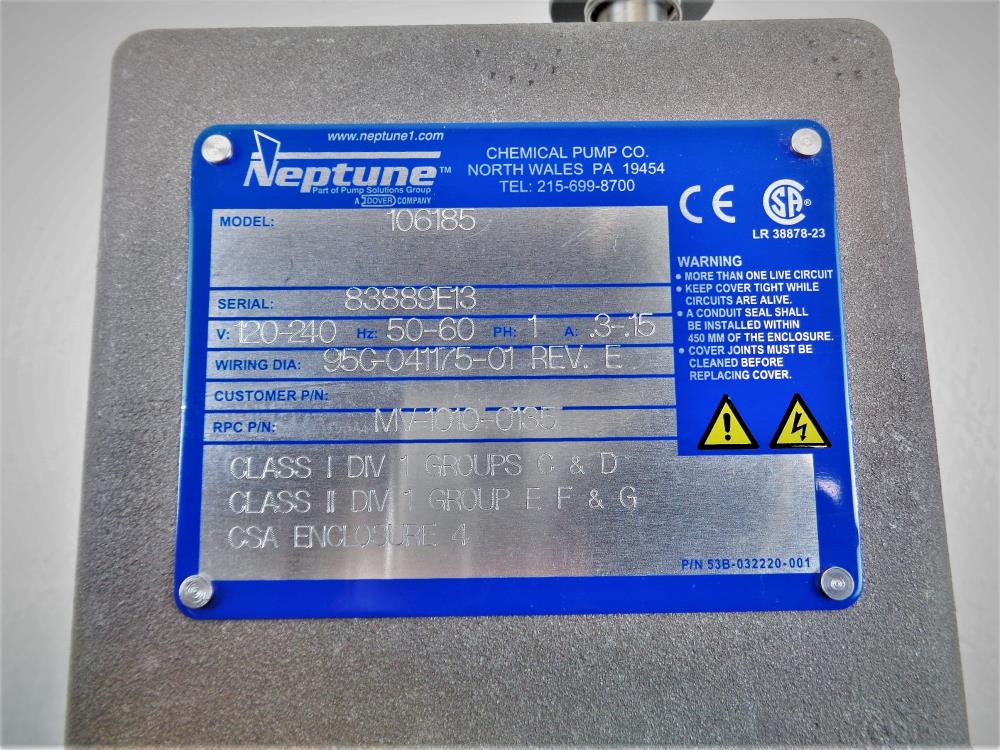 www.neptune1.com
Neptune™
Part of Pump Solutions Group
A DOVER COMPANY
CHEMICAL PUMP CO.
NORTH WALES PA 19454
TEL: 215-699-8700
CE
CSA®
LR 38878-23
MODEL: 106185
SERIAL: 83889E13
V: 120-240 Hz: 50-60 PH: 1 A: .3-.15
WIRING DIA: 95G-041175-01 REV. E
CUSTOMER P/N:
RPC P/N: MV-1010-0135
CLASS I DIV 1 GROUPS C & D
CLASS II DIV 1 GROUP E F & G
CSA ENCLOSURE 4
WARNING
• MORE THAN ONE LIVE CIRCUIT
• KEEP COVER TIGHT WHILE
CIRCUITS ARE ALIVE.
• A CONDUIT SEAL SHALL
BE INSTALLED WITHIN
450 MM OF THE ENCLOSURE.
• COVER JOINTS MUST BE
CLEANED BEFORE
REPLACING COVER.
P/N 53B-032220-001